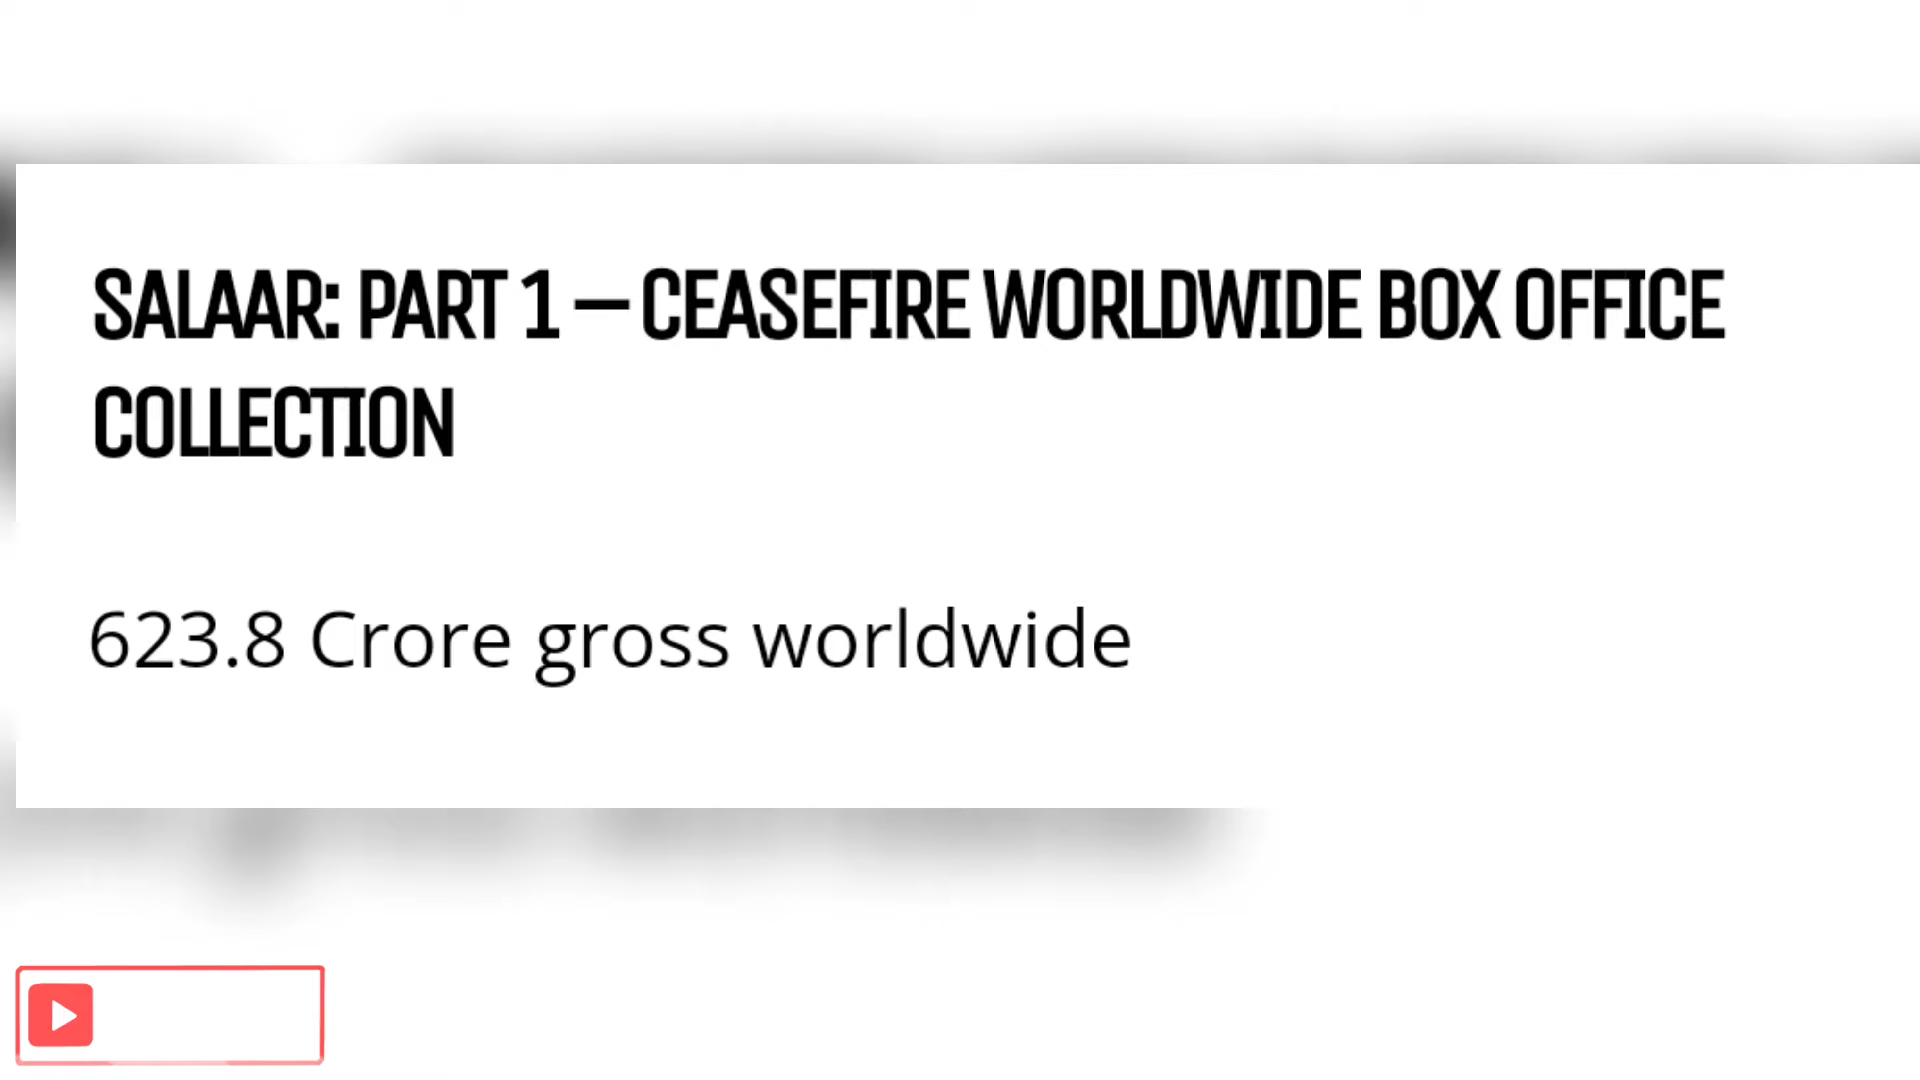 SALAAR: PART 1 – CEASEFIRE WORLDWIDE BOX OFFICE
COLLECTION
623.8 Crore gross worldwide